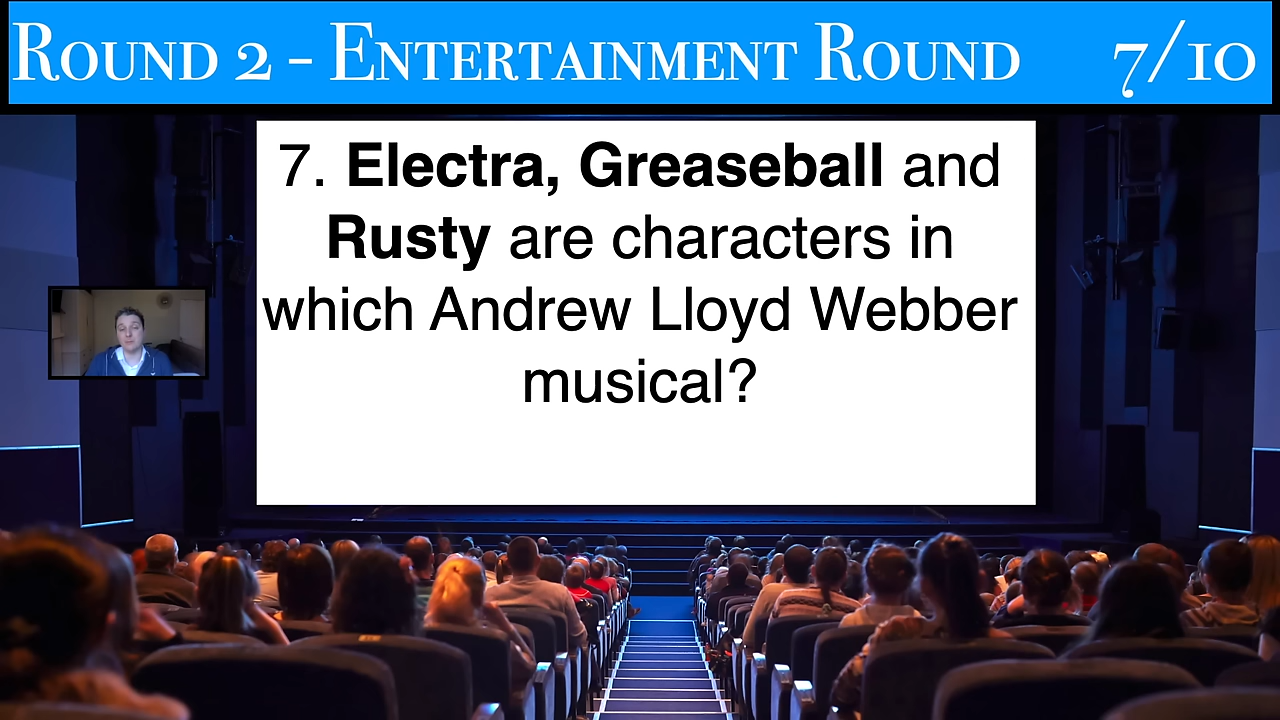 Round 2 - Entertainment Round 7/10
7. Electra, Greaseball and
Rusty are characters in
which Andrew Lloyd Webber
musical?